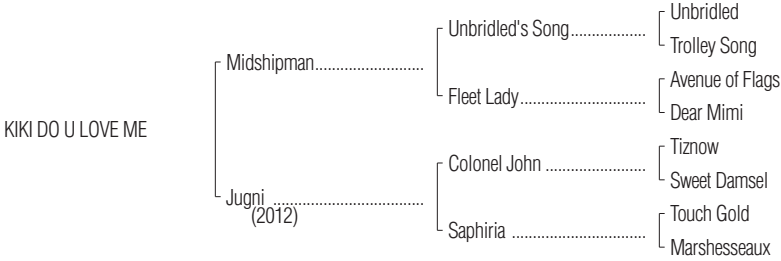 Unbridled
Unbridled's Song..................
Trolley Song
Midshipman..........................
Avenue of Flags
Fleet Lady..............................
Dear Mimi
KIKI DO U LOVE ME
Tiznow
Colonel John ........................
Sweet Damsel
Jugni ....................................
(2012)
Touch Gold
Saphiria ................................
Marshesseaux